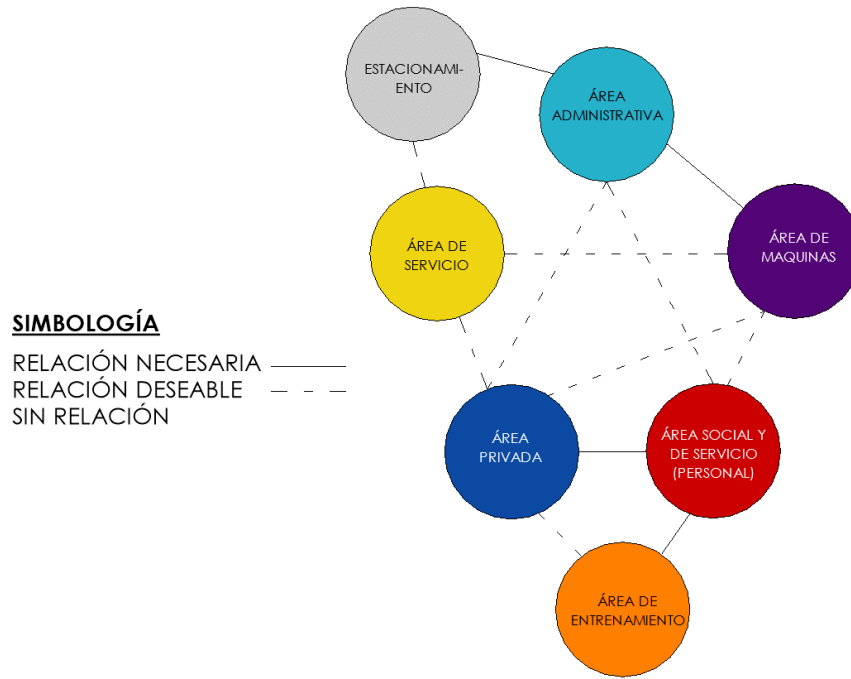 ESTACIONAMI-
ENTO
ÁREA
ADMINISTRATIVA
ÁREA DE
SERVICIO
ÁREA DE
MAQUINAS
SIMBOLOGÍA
RELACIÓN NECESARIA
RELACIÓN DESEABLE
SIN RELACIÓN
ÁREA
PRIVADA
ÁREA SOCIAL Y
DE SERVICIO
(PERSONAL)
ÁREA DE
ENTRENAMIENTO